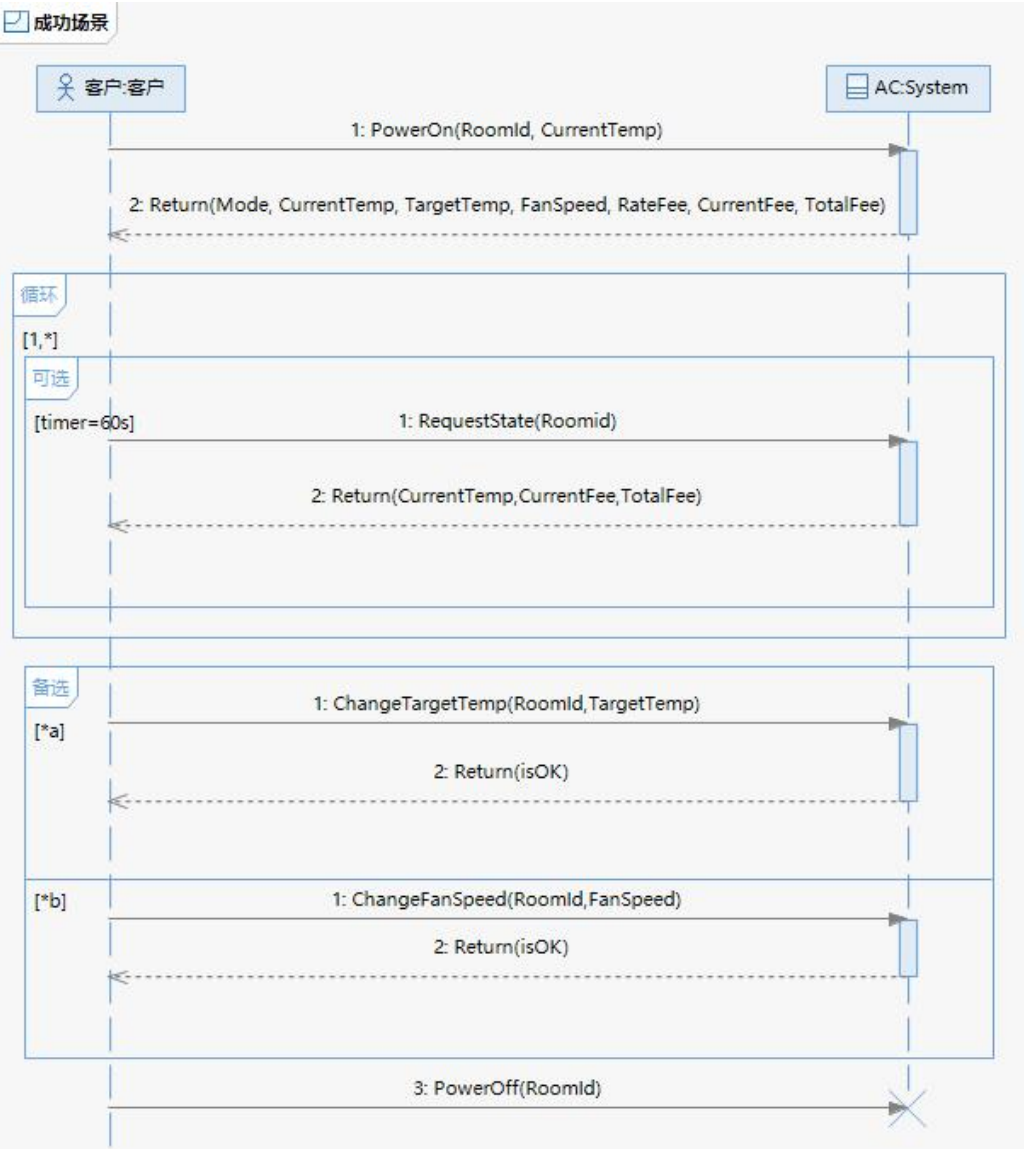 成功场景
客户:客户
AC:System
1: PowerOn(RoomId, CurrentTemp)
2: Return(Mode, CurrentTemp, TargetTemp, FanSpeed, RateFee, CurrentFee, TotalFee)
循环
[1,*]
可选
[timer=60s]
1: RequestState(Roomid)
2: Return(CurrentTemp,CurrentFee,TotalFee)
备选
[*a]
1: ChangeTargetTemp(RoomId,TargetTemp)
2: Return(isOK)
[*b]
1: ChangeFanSpeed(RoomId,FanSpeed)
2: Return(isOK)
3: PowerOff(RoomId)